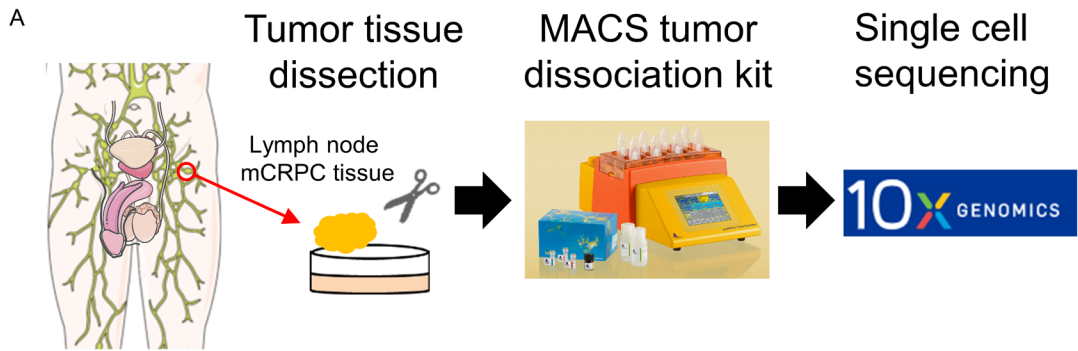 A
Tumor tissue
dissection
MACS tumor
dissociation kit
Single cell
sequencing
Lymph node
mCRPC tissue
10X GENOMICS